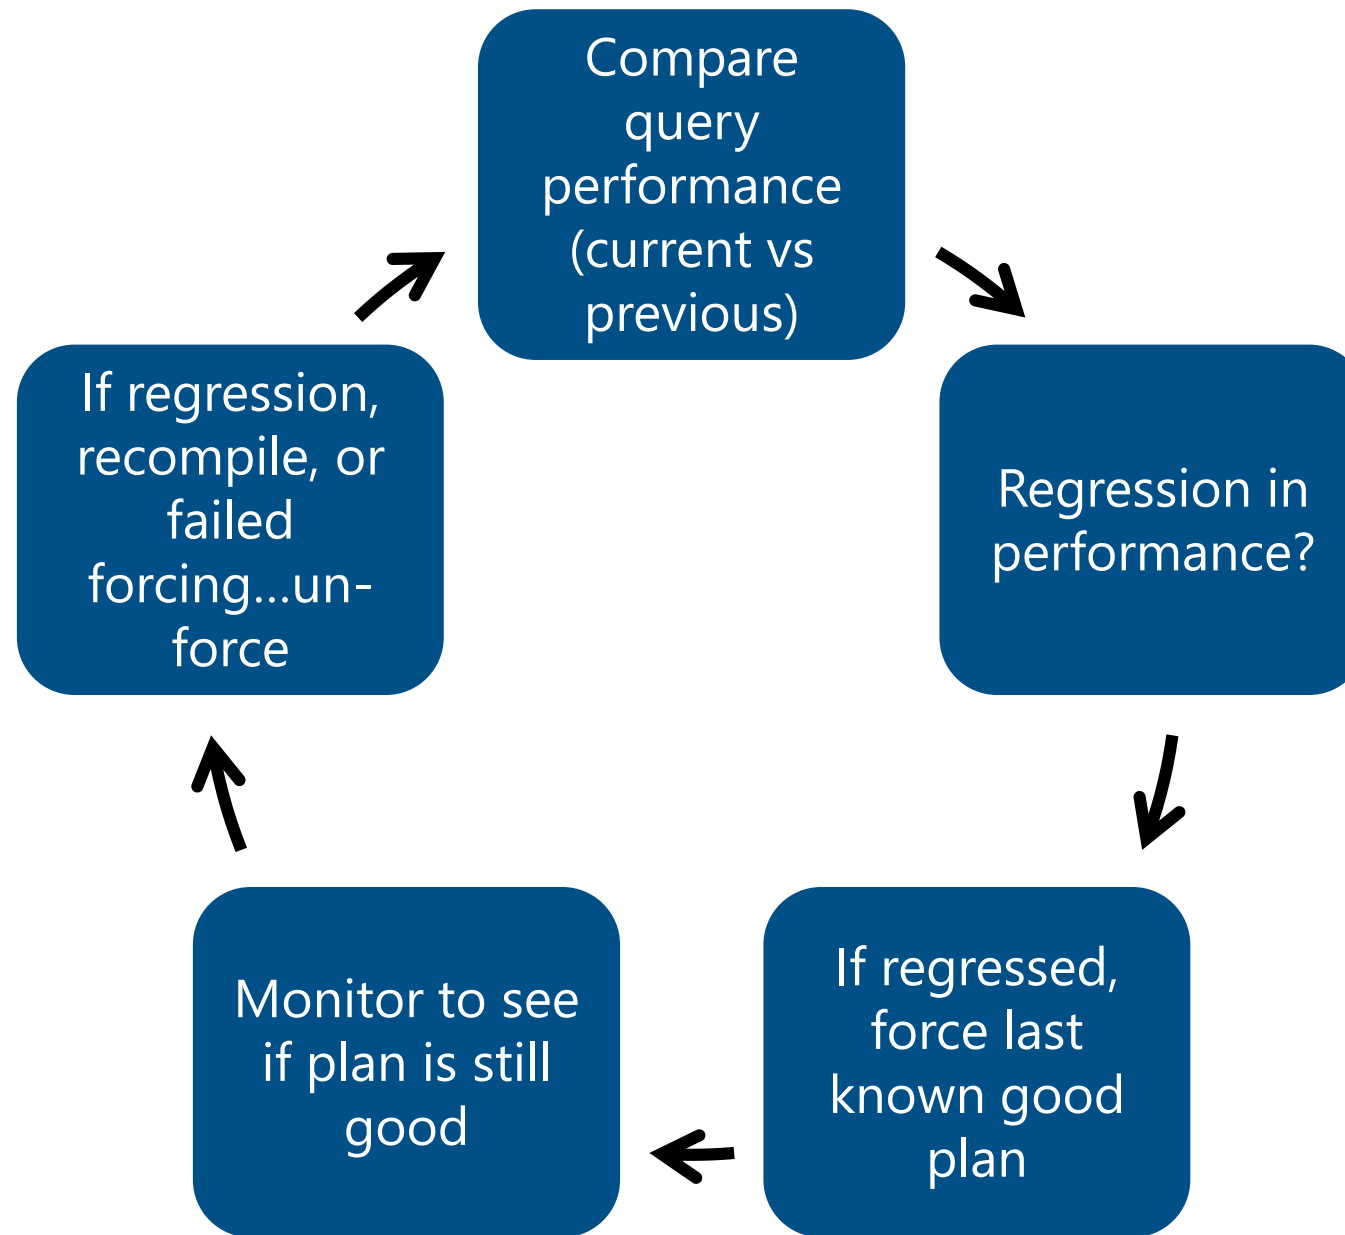 Compare
query
performance
(current vs
previous)
Regression in
performance?
If regressed,
force last
known good
plan
Monitor to see
if plan is still
good
If regression,
recompile, or
failed
forcing...un-
force